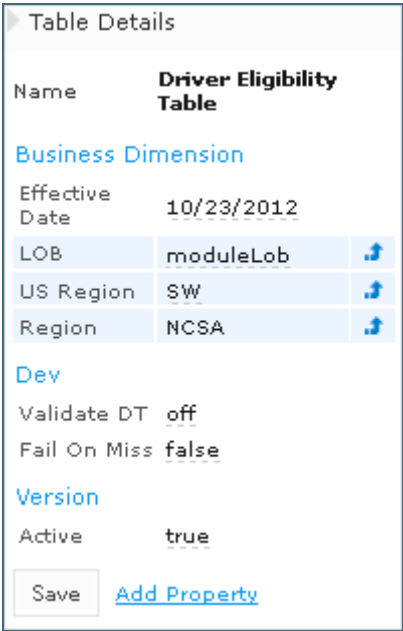 Table Details
Name
Driver Eligibility
Table
Business Dimension
Effective
Date
10/23/2012
LOB moduleLob
US Region SW
Region NCSA
Dev
Validate DT off
Fail On Miss false
Version
Active true
Save Add Property